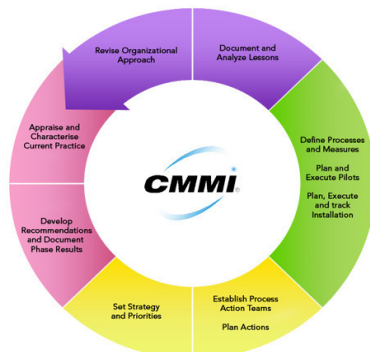 Revise Organizational
Approach
Document and
Analyze Lessons
Appraise and
Characterise
Current Practice
Define Processes
and Measures
Plan and
Execute Pilots
Plan, Execute
and track
Installation
CMMI®
Develop
Recommendations
and Document
Phase Results
Set Strategy
and Priorities
Establish Process
Action Teams
Plan Actions